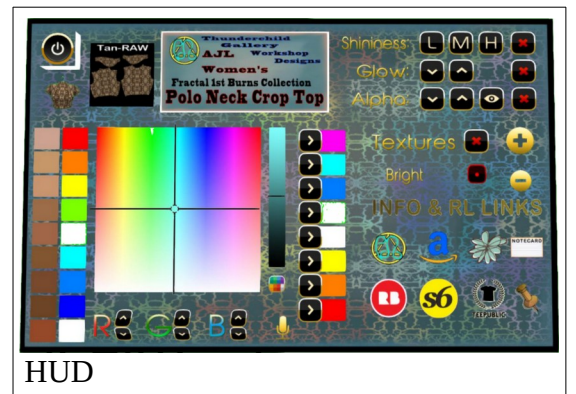 Tan-RAW
Thunderchild
Gallery
AJL Workshop
Designs
Women's
Fractal 1st Burns Collection
Polo Neck Crop Top
Shininess L M H
Glow
Alpha
Textures
Bright
INFO & RL LINKS
NOTECARD
RB
s6
TEEPUBLIC
R G B
HUD